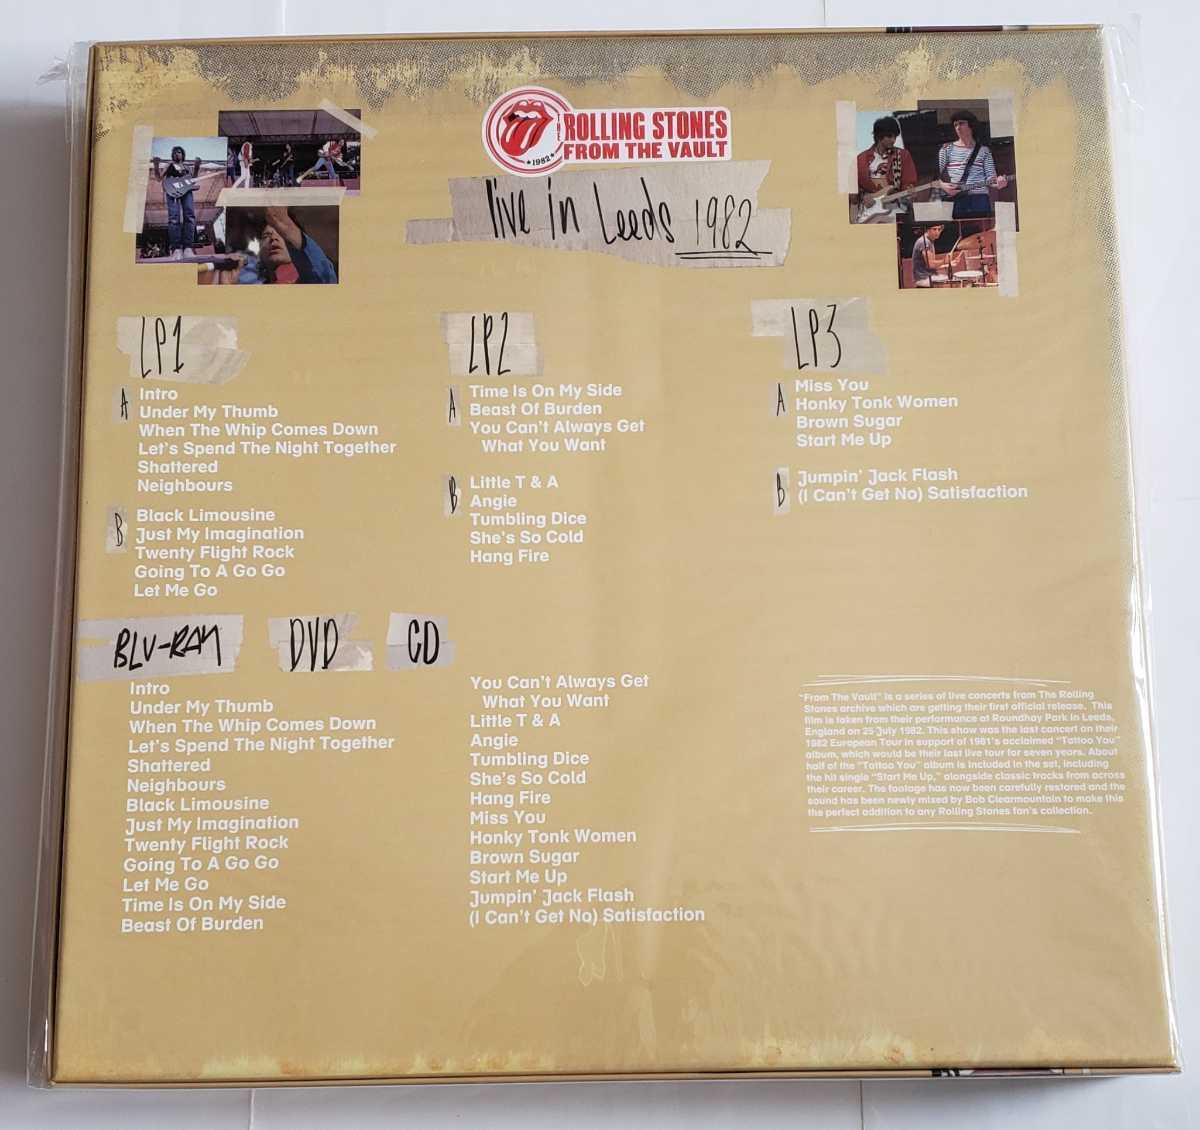 THE
ROLLING STONES
FROM THE VAULT
★1982★
live in Leeds 1982
LP1
A
Intro
Under My Thumb
When The Whip Comes Down
Let's Spend The Night Together
Shattered
Neighbours
B
Black Limousine
Just My Imagination
Twenty Flight Rock
Going To A Go Go
Let Me Go
LP2
A
Time Is On My Side
Beast Of Burden
You Can't Always Get
What You Want
B
Little T & A
Angie
Tumbling Dice
She's So Cold
Hang Fire
LP3
A
Miss You
Honky Tonk Women
Brown Sugar
Start Me Up
B
Jumpin' Jack Flash
(I Can't Get No) Satisfaction
BLU-RAY DVD CD
Intro
Under My Thumb
When The Whip Comes Down
Let's Spend The Night Together
Shattered
Neighbours
Black Limousine
Just My Imagination
Twenty Flight Rock
Going To A Go Go
Let Me Go
Time Is On My Side
Beast Of Burden
You Can't Always Get
What You Want
Little T & A
Angie
Tumbling Dice
She's So Cold
Hang Fire
Miss You
Honky Tonk Women
Brown Sugar
Start Me Up
Jumpin' Jack Flash
(I Can't Get No) Satisfaction
"From The Vault" is a series of live concerts from The Rolling
Stones archive which are getting their first official release. This
film is taken from their performance at Roundhay Park in Leeds,
England on 25 July 1982. This show was the last concert on their
1982 European Tour in support of 1981's acclaimed "Tattoo You"
album, which would be their last live tour for seven years. About
half of the "Tattoo You" album is included in the set, including
the hit single "Start Me Up," alongside classic tracks from across
their career. The footage has now been carefully restored and the
sound has been newly mixed by Bob Clearmountain to make this
the perfect addition to any Rolling Stones fan's collection.